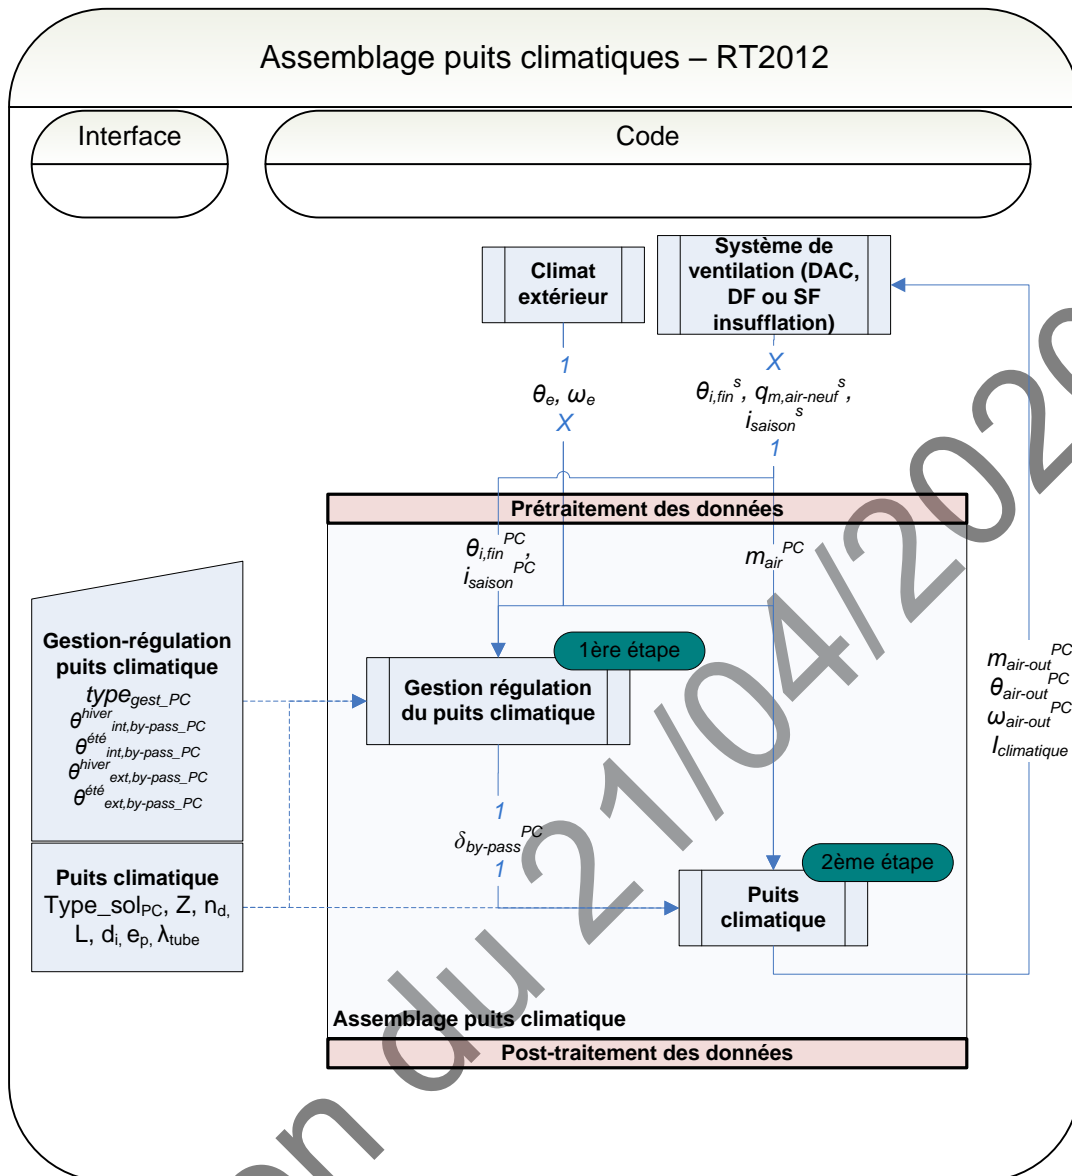 Assemblage puits climatiques – RT2012
Interface
Code
Climat
extérieur
Système de
ventilation (DAC,
DF ou SF
insufflation)
1
θe, ωe
X
X
θi,fin^s, qm,air-neuf^s,
isaison^s
1
Prétraitement des données
θi,fin^PC,
isaison^PC
mair^PC
Gestion-régulation
puits climatique
typegest_PC
θ^hiver int,by-pass_PC
θ^été int,by-pass_PC
θ^hiver ext,by-pass_PC
θ^été ext,by-pass_PC
1ère étape
Gestion régulation
du puits climatique
mair-out^PC
θair-out^PC
ωair-out^PC
Iclimatique
1
δby-pass^PC
1
Puits climatique
Type_solPC, Z, nd,
L, di, ep, λtube
2ème étape
Puits
climatique
Assemblage puits climatique
Post-traitement des données
on du 21/04/2020